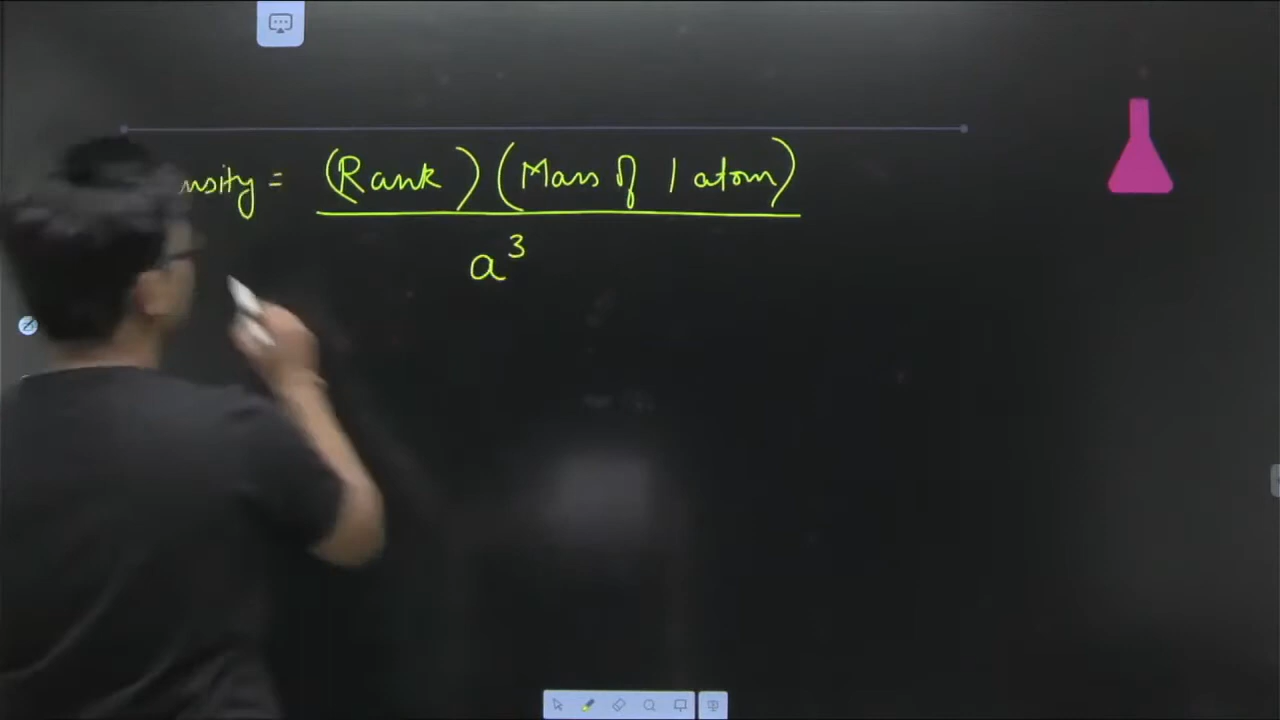 nsity = (Rank) (Mass of 1 atom)
a³